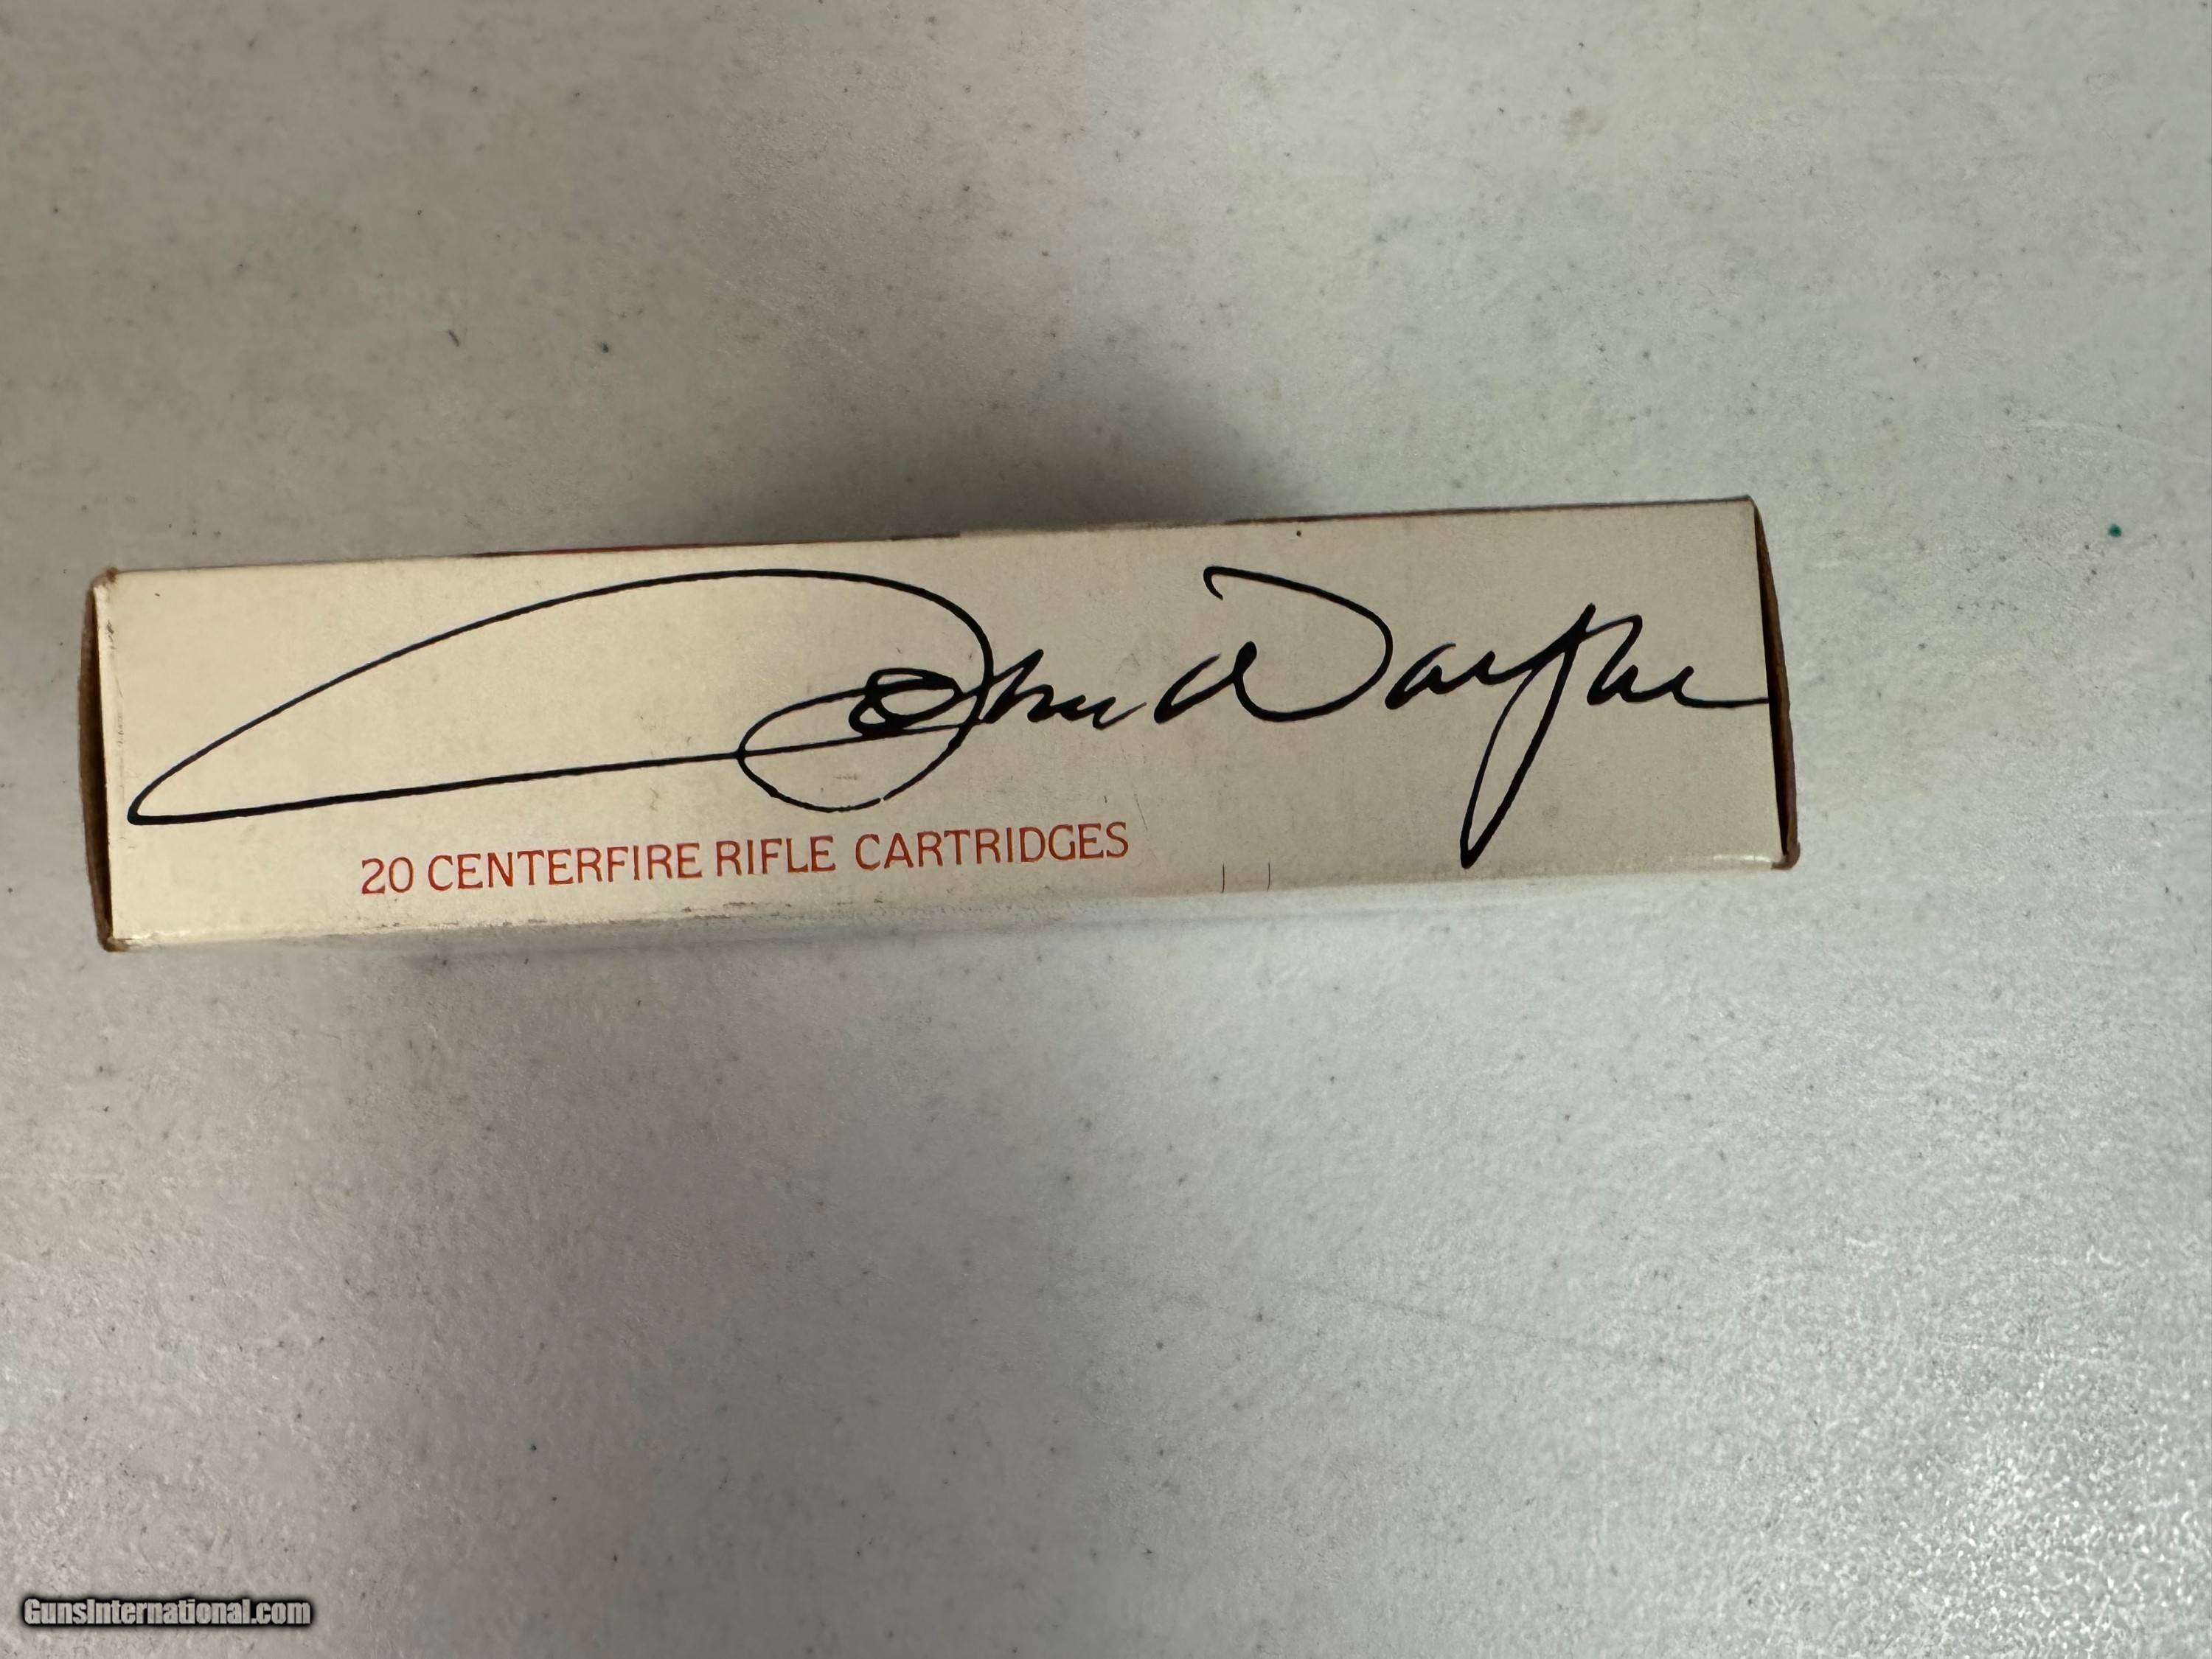 John Wayne
20 CENTERFIRE RIFLE CARTRIDGES
GunsInternational.com